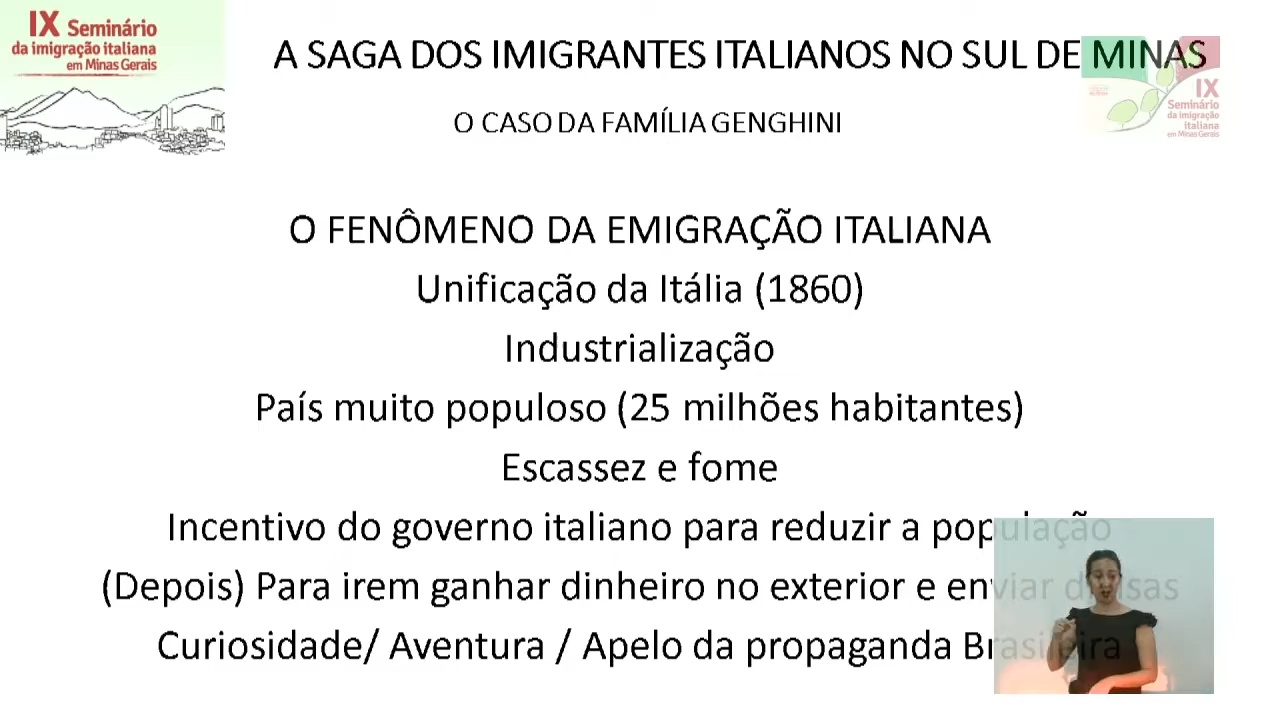 IX Seminário
da imigração italiana
em Minas Gerais
A SAGA DOS IMIGRANTES ITALIANOS NO SUL DE MINAS
O CASO DA FAMÍLIA GENGHINI
IX
Seminário
da imigração
italiana
em Minas Gerais
O FENÔMENO DA EMIGRAÇÃO ITALIANA
Unificação da Itália (1860)
Industrialização
País muito populoso (25 milhões habitantes)
Escassez e fome
Incentivo do governo italiano para reduzir a população
(Depois) Para irem ganhar dinheiro no exterior e enviar divisas
Curiosidade/ Aventura / Apelo da propaganda Brasileira